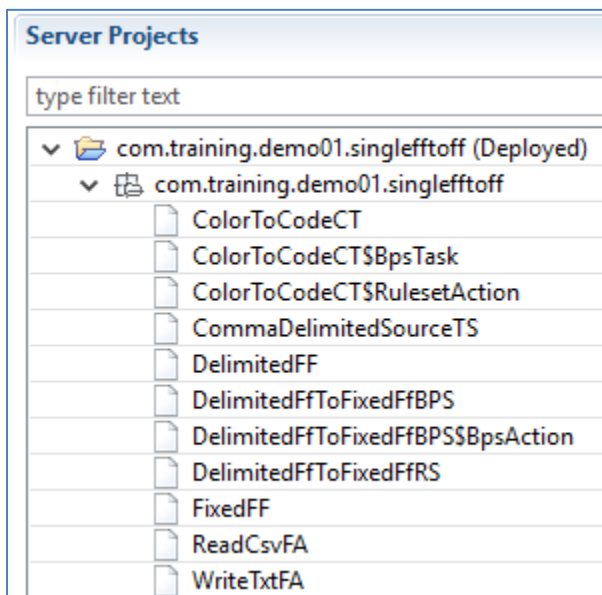 Server Projects
type filter text
com.training.demo01.singlefftoff (Deployed)
com.training.demo01.singlefftoff
ColorToCodeCT
ColorToCodeCT$BpsTask
ColorToCodeCT$RulesetAction
CommaDelimitedSourceTS
DelimitedFF
DelimitedFfToFixedFfBPS
DelimitedFfToFixedFfBPS$BpsAction
DelimitedFfToFixedFfRS
FixedFF
ReadCsvFA
WriteTxtFA